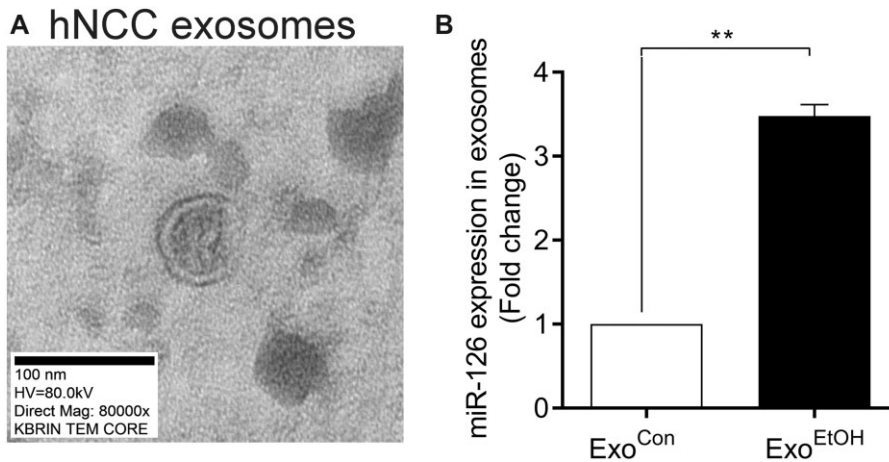 A hNCC exosomes
100 nm
HV=80.0kV
Direct Mag: 80000x
KBRIN TEM CORE
B
**
miR-126 expression in exosomes
(Fold change)
4
3
2
1
0
Exo^Con Exo^EtOH